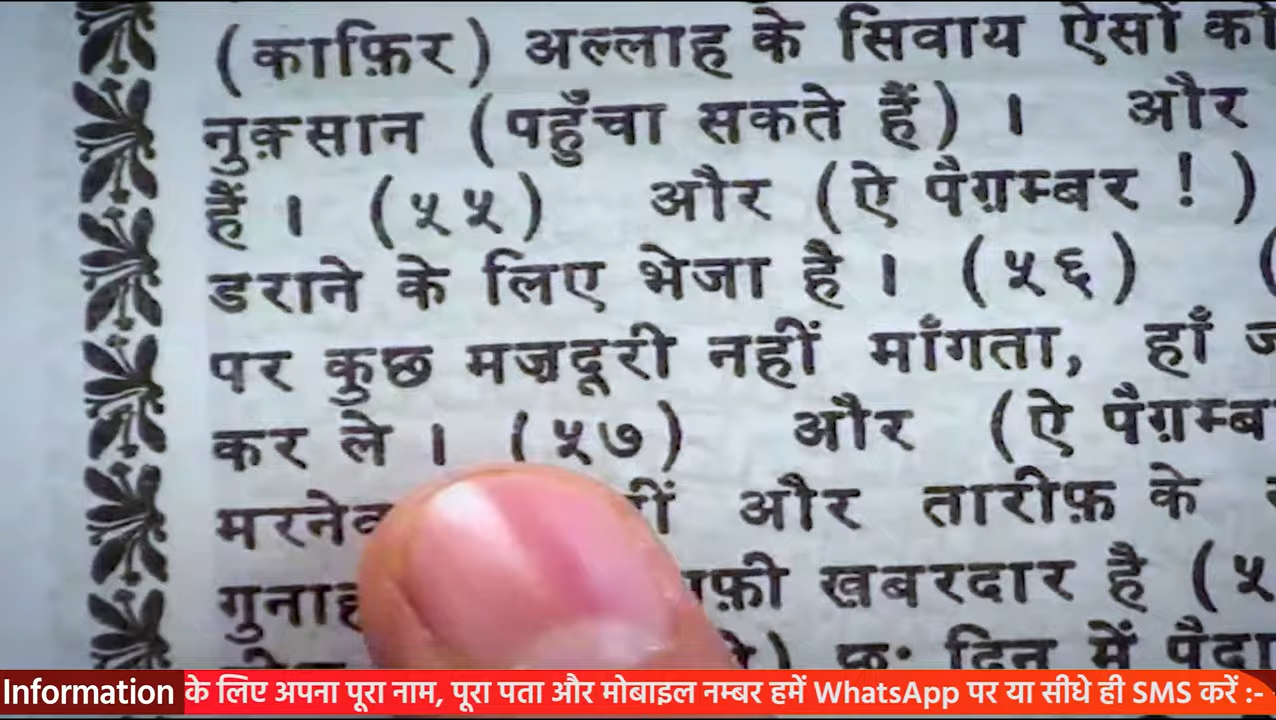 (काफ़िर) अल्लाह के सिवाय ऐसों को
नुक़सान (पहुँचा सकते हैं) । और
हैं । (५५) और (ऐ पैग़म्बर ! )
डराने के लिए भेजा है । (५६) (
पर कुछ मज़दूरी नहीं माँगता, हाँ
कर ले । (५७) और (ऐ पैग़म्ब
और तारीफ़ के
ख़बरदार है (५
छः दिन में पैदा
Information के लिए अपना पूरा नाम, पूरा पता और मोबाइल नम्बर हमें WhatsApp पर या सीधे ही SMS करें :-